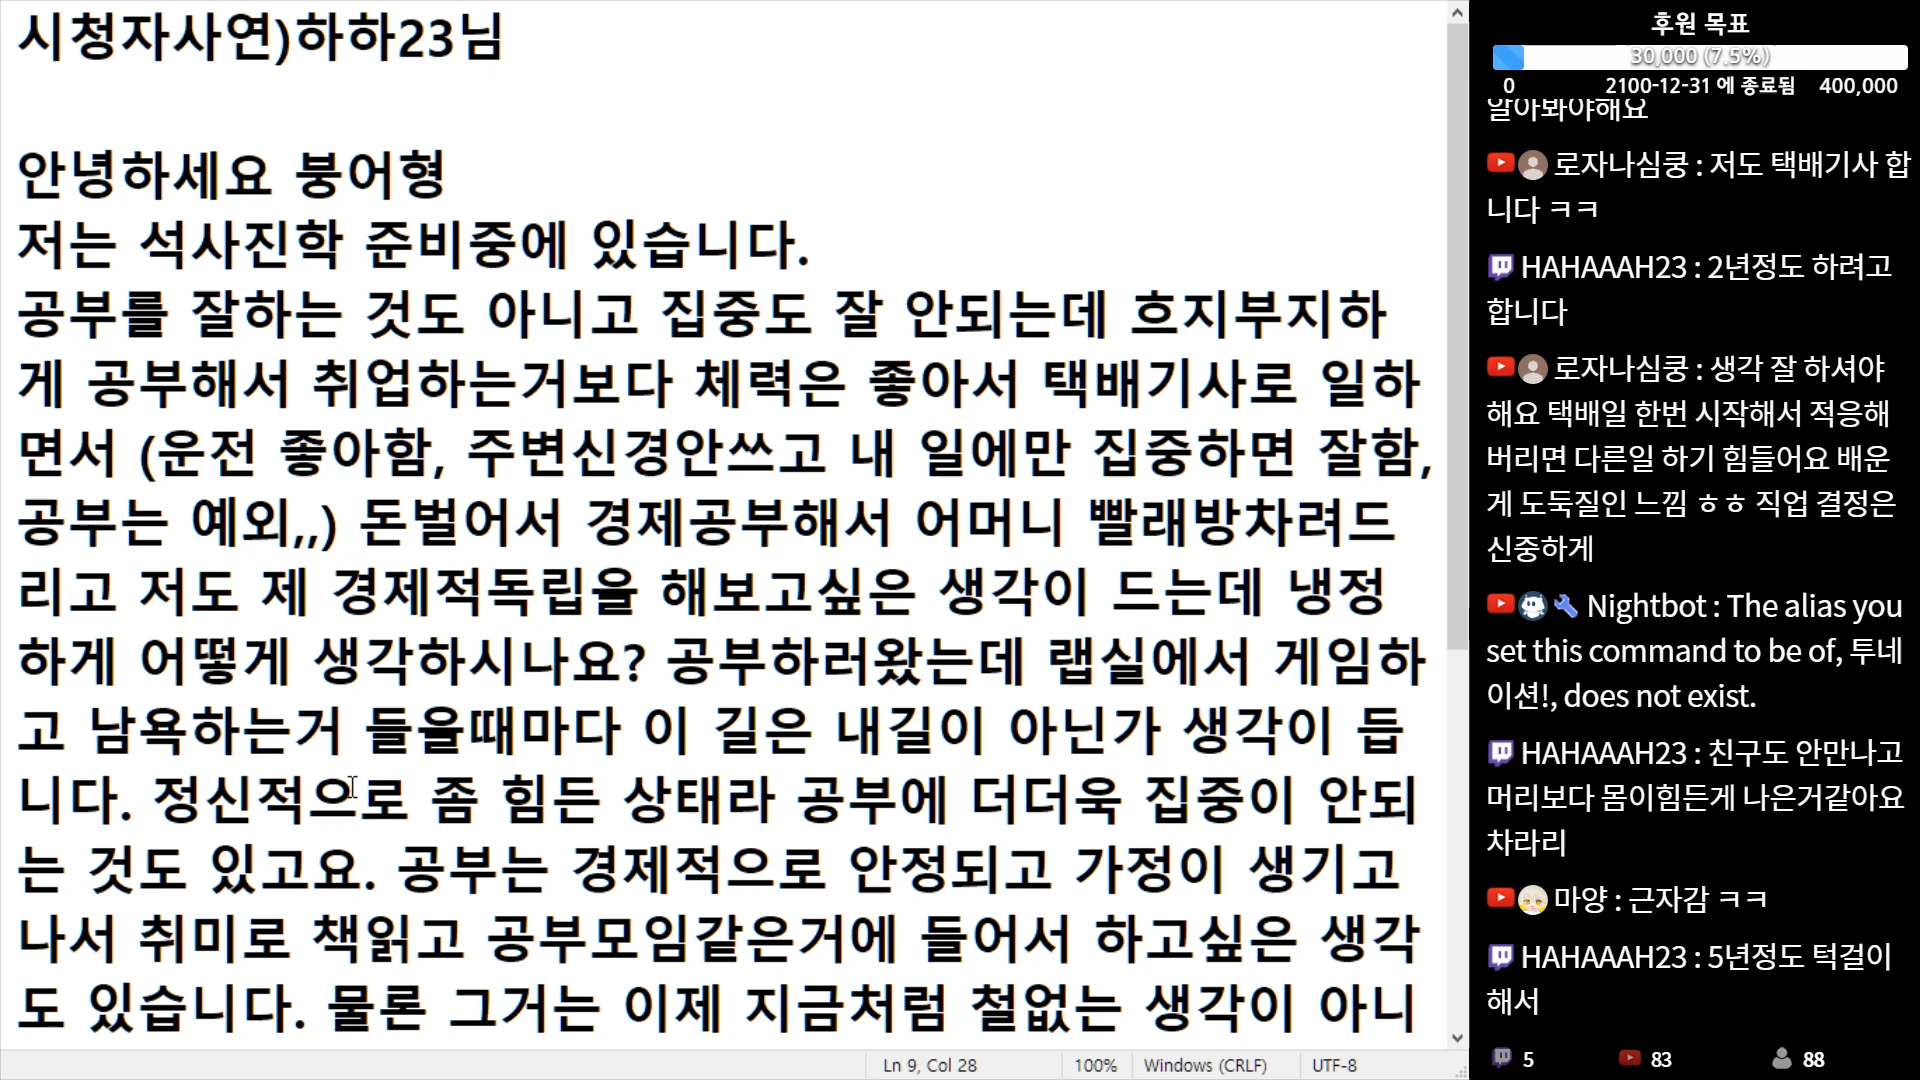 시청자사연)하하23님
안녕하세요 붕어형
저는 석사진학 준비중에 있습니다.
공부를 잘하는 것도 아니고 집중도 잘 안되는데 흐지부지하
게 공부해서 취업하는거보다 체력은 좋아서 택배기사로 일하
면서 (운전 좋아함, 주변신경안쓰고 내 일에만 집중하면 잘함,
공부는 예외,,) 돈벌어서 경제공부해서 어머니 빨래방차려드
리고 저도 제 경제적독립을 해보고싶은 생각이 드는데 냉정
하게 어떻게 생각하시나요? 공부하러왔는데 랩실에서 게임하
고 남욕하는거 들을때마다 이 길은 내길이 아닌가 생각이 듭
니다. 정신적으로 좀 힘든 상태라 공부에 더더욱 집중이 안되
는 것도 있고요. 공부는 경제적으로 안정되고 가정이 생기고
나서 취미로 책읽고 공부모임같은거에 들어서 하고싶은 생각
도 있습니다. 물론 그거는 이제 지금처럼 철없는 생각이 아니
Ln 9, Col 28
100%
Windows (CRLF)
UTF-8
후원 목표
30,000 (7.5%)
0 2100-12-31 에 종료됨 400,000
알아봐야해요
로자나심쿵 : 저도 택배기사 합
니다 ㅋㅋ
HAHAAAH23 : 2년정도 하려고
합니다
로자나심쿵 : 생각 잘 하셔야
해요 택배일 한번 시작해서 적응해
버리면 다른일 하기 힘들어요 배운
게 도둑질인 느낌 ㅎㅎ 직업 결정은
신중하게
Nightbot : The alias you
set this command to be of, 투네
이션!, does not exist.
HAHAAAH23 : 친구도 안만나고
머리보다 몸이힘든게 나은거같아요
차라리
마양 : 근자감 ㅋㅋ
HAHAAAH23 : 5년정도 턱걸이
해서
5 83 88